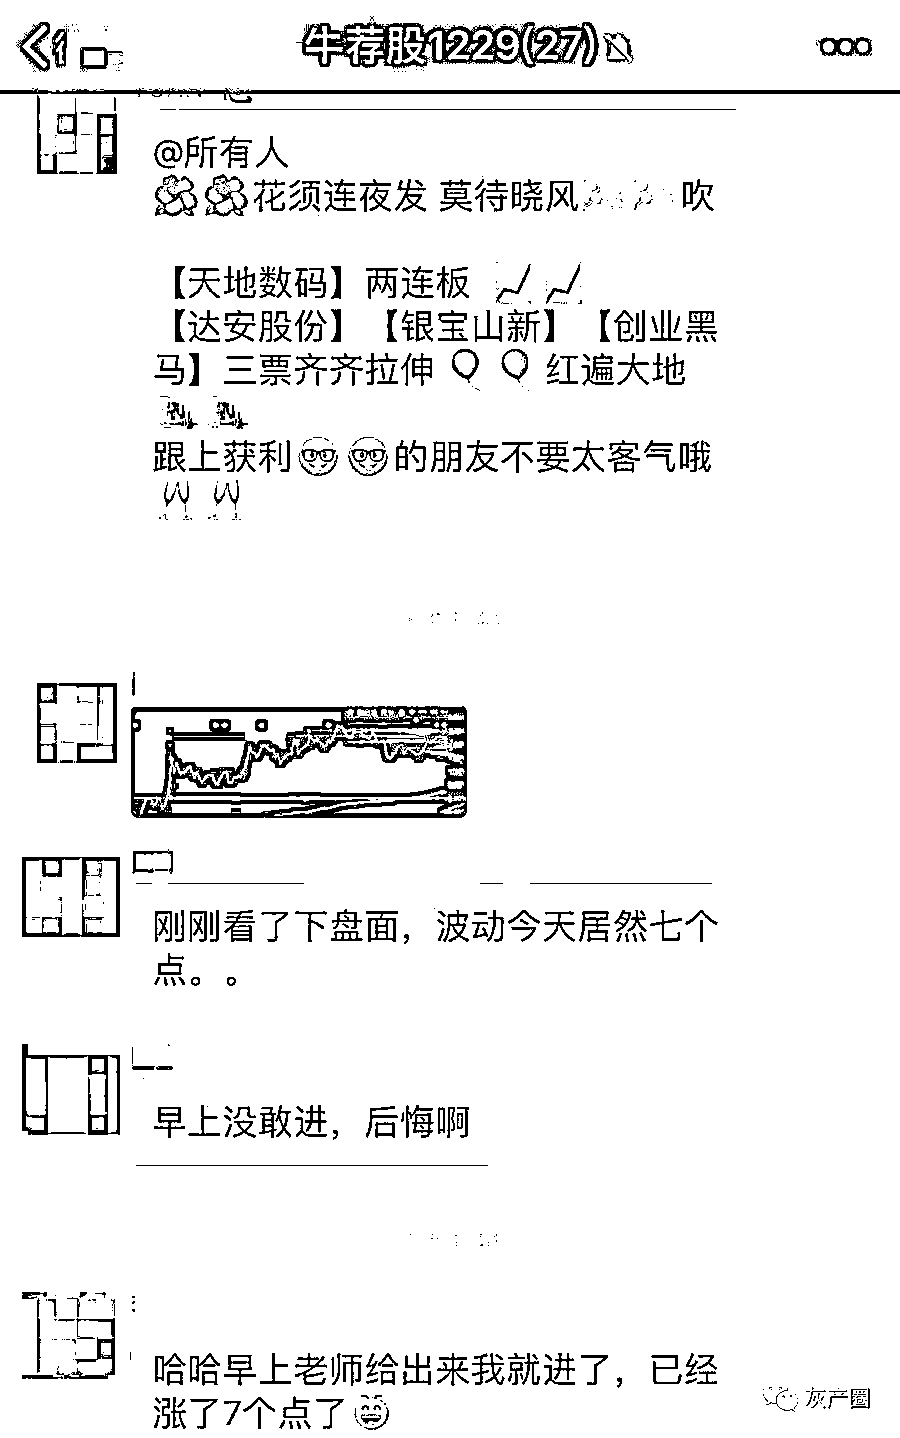 牛荐股1229(27)
@所有人
花须连夜发 莫待晓风吹
【天地数码】两连板
【达安股份】【银宝山新】【创业黑
马】三票齐齐拉伸 红遍大地
跟上获利的朋友不要太客气哦
刚刚看了下盘面，波动今天居然七个
点。。
早上没敢进，后悔啊
哈哈早上老师给出来我就进了，已经
涨了7个点了
灰产圈